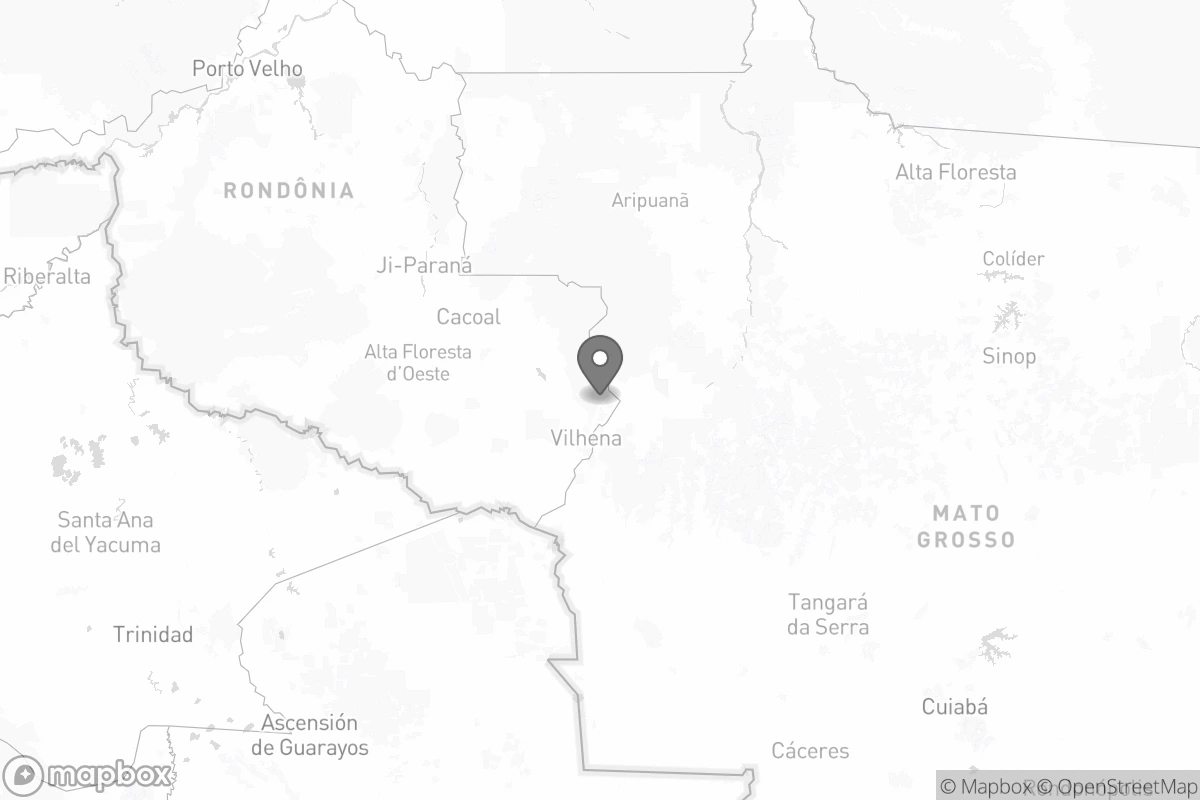 Porto Velho
RONDÔNIA
Alta Floresta
Aripuanã
Colíder
Ji-Paraná
Riberalta
Cacoal
Alta Floresta
d'Oeste
Sinop
Vilhena
Santa Ana
del Yacuma
MATO
GROSSO
Tangará
da Serra
Trinidad
Cuiabá
Ascensión
de Guarayos
Cáceres
Rondonópolis
mapbox
© Mapbox © OpenStreetMap